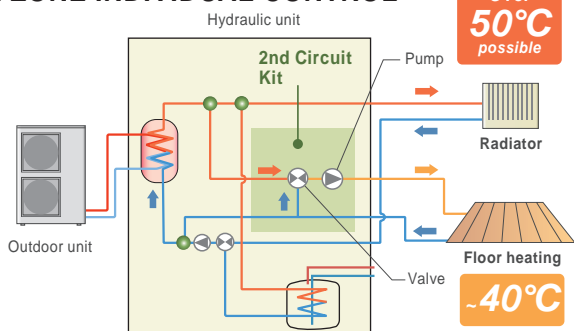 Hydraulic unit
50°C
possible
2nd Circuit
Kit
Pump
Radiator
Outdoor unit
Floor heating
Valve
~40°C